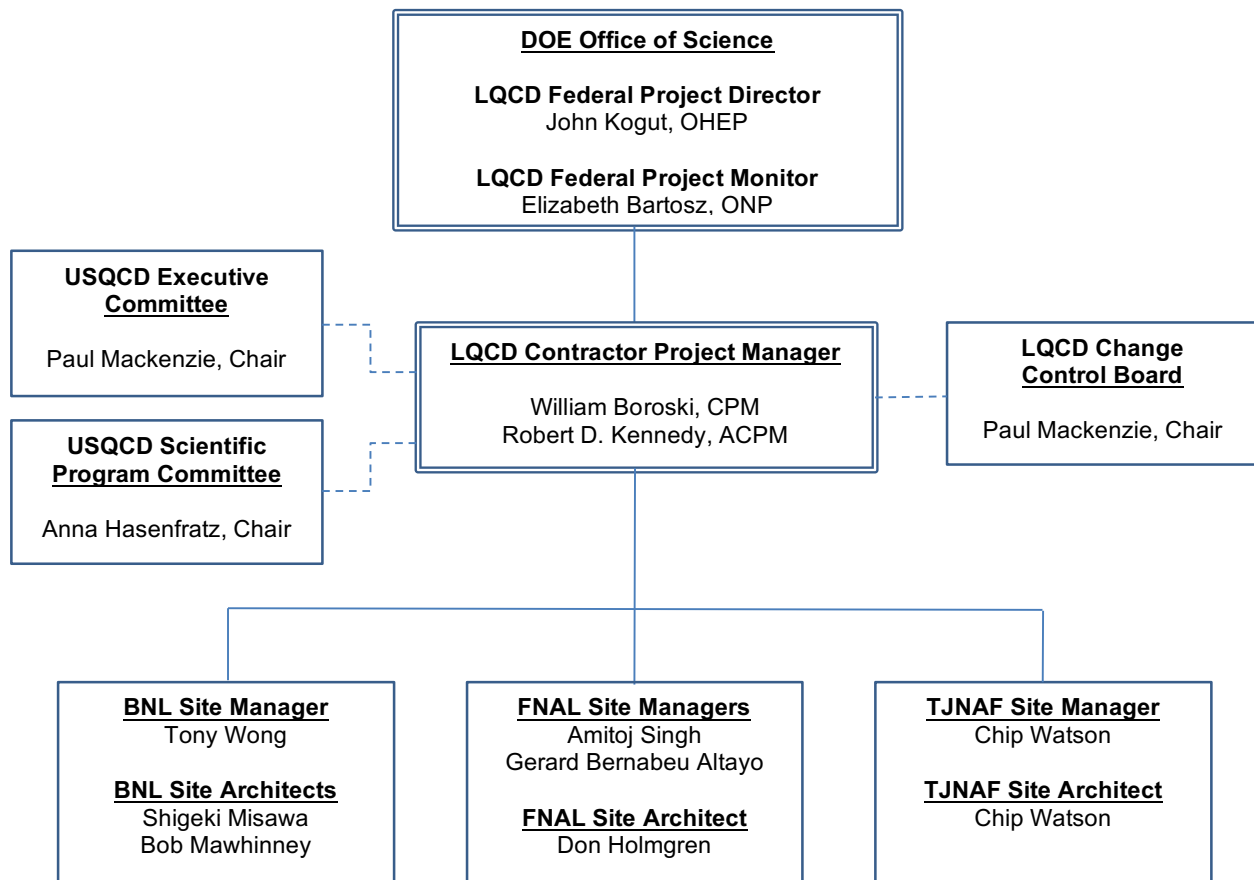 DOE Office of Science
LQCD Federal Project Director
John Kogut, OHEP
LQCD Federal Project Monitor
Elizabeth Bartosz, ONP
USQCD Executive
Committee
Paul Mackenzie, Chair
USQCD Scientific
Program Committee
Anna Hasenfratz, Chair
LQCD Contractor Project Manager
William Boroski, CPM
Robert D. Kennedy, ACPM
LQCD Change
Control Board
Paul Mackenzie, Chair
BNL Site Manager
Tony Wong
BNL Site Architects
Shigeki Misawa
Bob Mawhinney
FNAL Site Managers
Amitoj Singh
Gerard Bernabeu Altayo
FNAL Site Architect
Don Holmgren
TJNAF Site Manager
Chip Watson
TJNAF Site Architect
Chip Watson